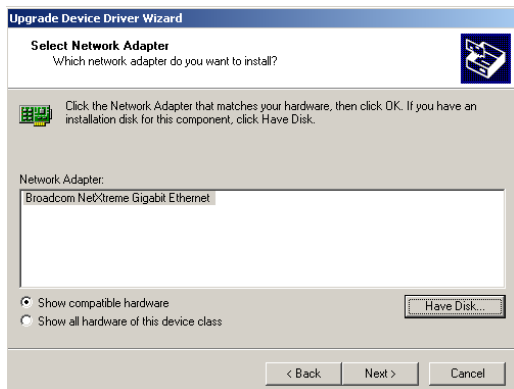 Upgrade Device Driver Wizard
Select Network Adapter
Which network adapter do you want to install?
Click the Network Adapter that matches your hardware, then click OK. If you have an
installation disk for this component, click Have Disk.
Network Adapter:
Broadcom NetXtreme Gigabit Ethernet
Show compatible hardware
Have Disk...
Show all hardware of this device class
< Back
Next >
Cancel